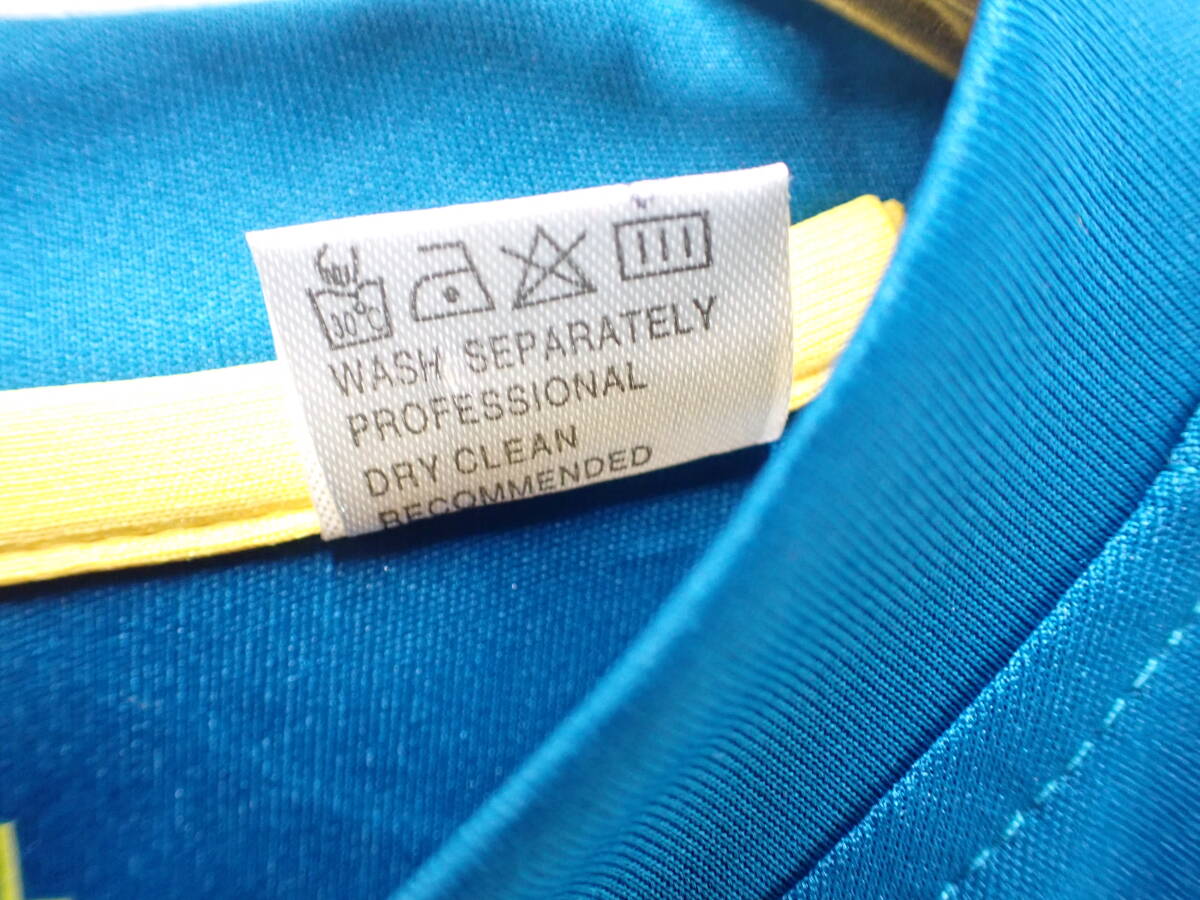 30°C
WASH SEPARATELY
PROFESSIONAL
DRY CLEAN
RECOMMENDED